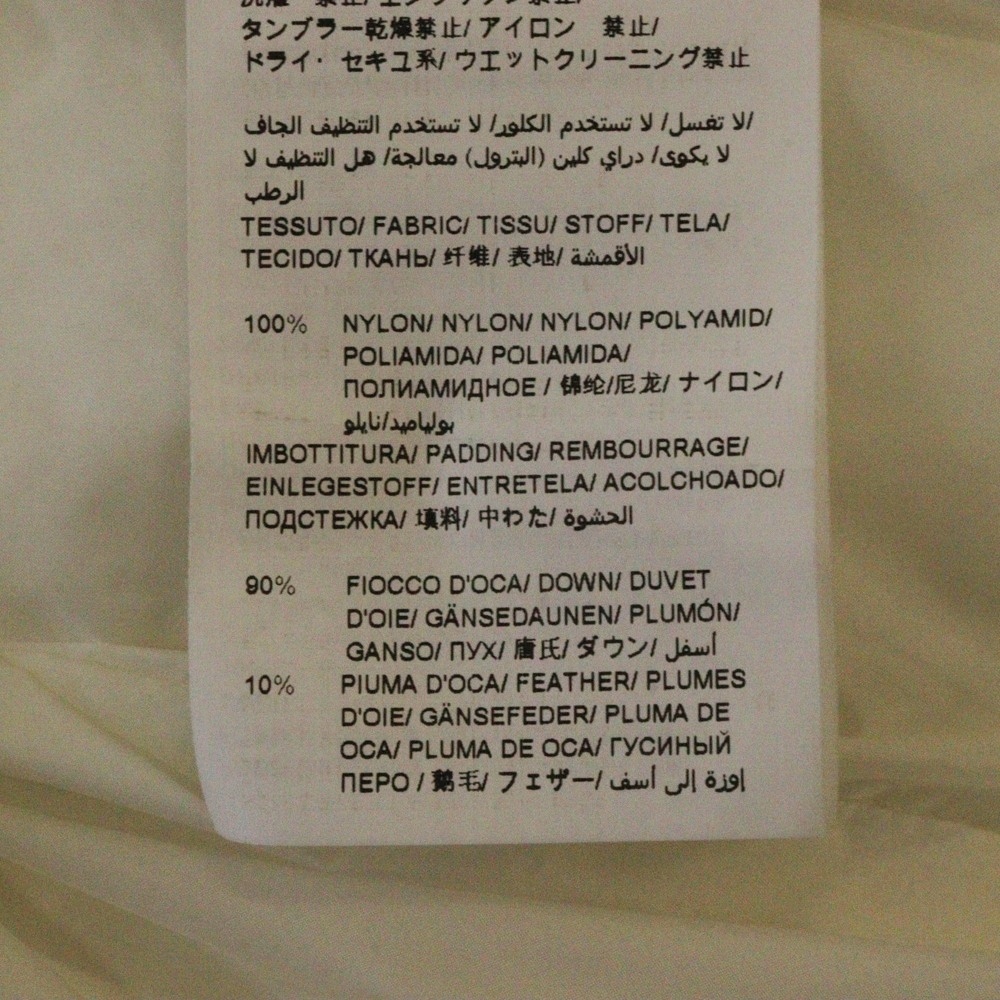 タンブラー乾燥禁止/ アイロン　禁止/
ドライ・ セキユ系/ ウエットクリーニング禁止
لا تغسل/ لا تستخدم الكلور/ لا تستخدم التنظيف الجاف/
لا يكوى/ دراي كلين (البترول) معالجة/ هل التنظيف لا
الرطب
TESSUTO/ FABRIC/ TISSU/ STOFF/ TELA/
TECIDO/ ТКАНЬ/ 纤维/ 表地/ الأقمشة
100% NYLON/ NYLON/ NYLON/ POLYAMID/
POLIAMIDA/ POLIAMIDA/
ПОЛИАМИДНОЕ / 锦纶/尼龙/ ナイロン/
بولياميد/نايلو
IMBOTTITURA/ PADDING/ REMBOURRAGE/
EINLEGESTOFF/ ENTRETELA/ ACOLCHOADO/
ПОДСТЕЖКА/ 填料/ 中わた/ الحشوة
90% FIOCCO D'OCA/ DOWN/ DUVET
D'OIE/ GÄNSEDAUNEN/ PLUMÓN/
GANSO/ ПУХ/ 唐氏/ ダウン/ أسفل
10% PIUMA D'OCA/ FEATHER/ PLUMES
D'OIE/ GÄNSEFEDER/ PLUMA DE
OCA/ PLUMA DE OCA/ ГУСИНЫЙ
ПЕРО / 鹅毛/ フェザー/ إوزة إلى أسف